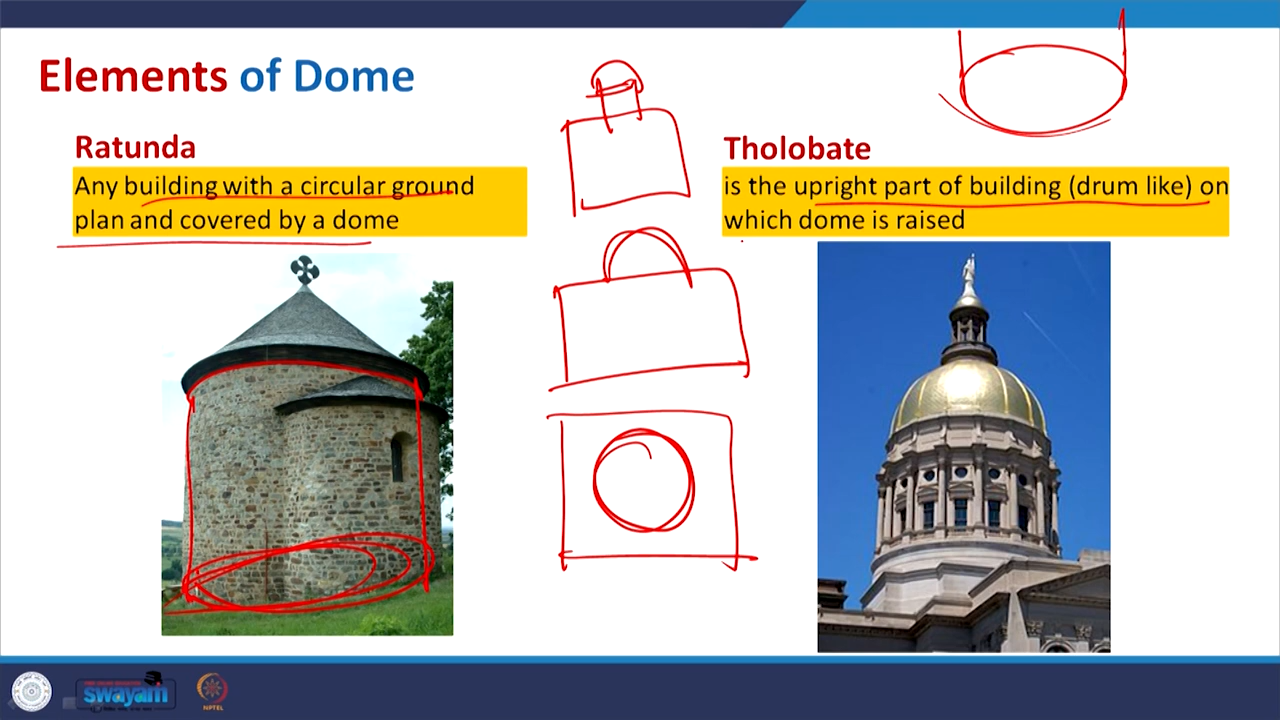 Elements of Dome
Ratunda
Any building with a circular ground
plan and covered by a dome
Tholobate
is the upright part of building (drum like) on
which dome is raised
swayam
NPTEL